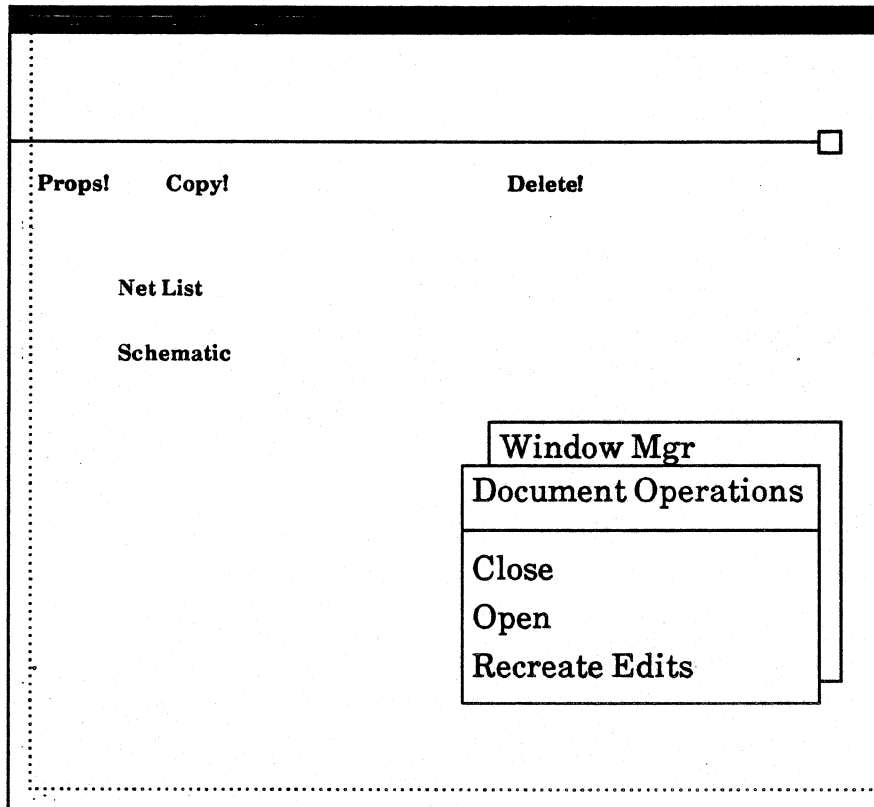 Props! Copy! Delete!
Net List
Schematic
Window Mgr
Document Operations
Close
Open
Recreate Edits